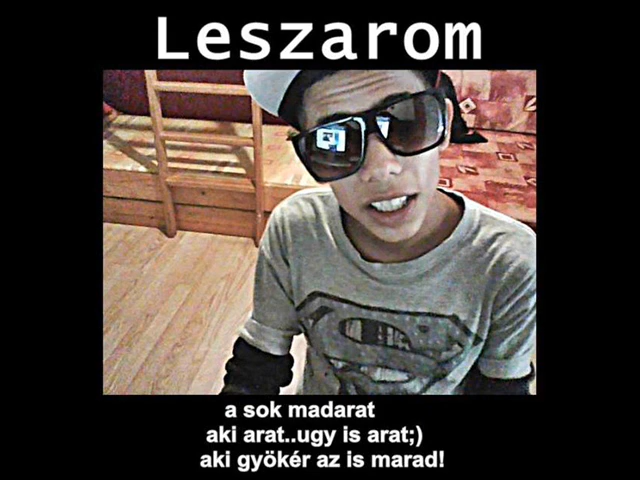 Leszarom
a sok madarat
aki arat..ugy is arat;)
aki gyökér az is marad!